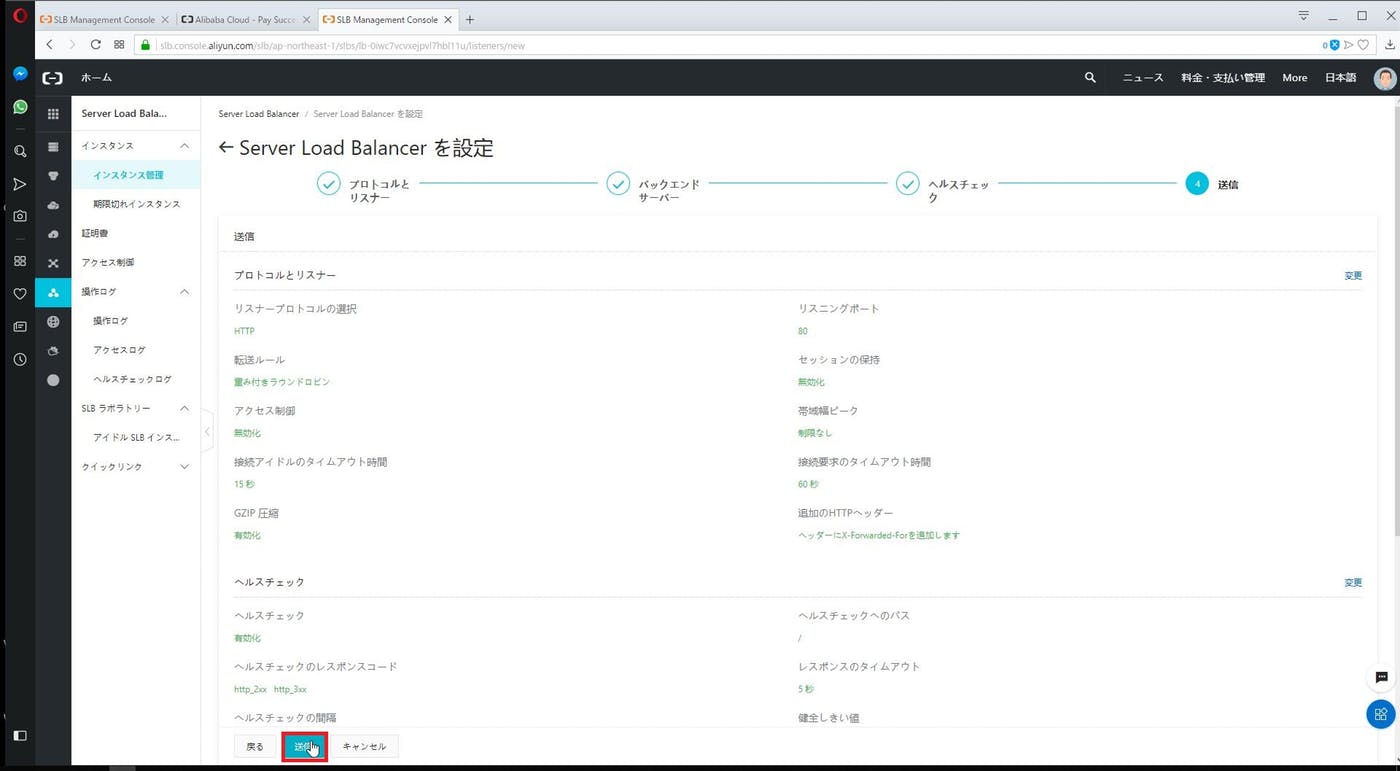 SLB Management Console
Alibaba Cloud - Pay Succe
SLB Management Console
slb.console.aliyun.com/slb/ap-northeast-1/slbs/lb-0iwc7vcvxejpvl7hbl11u/listeners/new
0
ホーム
ニュース
料金・支払い管理
More
日本語
Server Load Bala...
インスタンス
インスタンス管理
期限切れインスタンス
証明書
アクセス制御
操作ログ
操作ログ
アクセスログ
ヘルスチェックログ
SLB ラボラトリー
アイドル SLB インス...
クイックリンク
Server Load Balancer / Server Load Balancer を設定
Server Load Balancer を設定
プロトコルと
リスナー
バックエンド
サーバー
ヘルスチェッ
ク
4 送信
送信
プロトコルとリスナー
変更
リスナープロトコルの選択
HTTP
リスニングポート
80
転送ルール
重み付きラウンドロビン
セッションの保持
無効化
アクセス制御
無効化
帯域幅ピーク
制限なし
接続アイドルのタイムアウト時間
15 秒
接続要求のタイムアウト時間
60 秒
GZIP 圧縮
有効化
追加のHTTPヘッダー
ヘッダーにX-Forwarded-Forを追加します
ヘルスチェック
変更
ヘルスチェック
有効化
ヘルスチェックへのパス
/
ヘルスチェックのレスポンスコード
http_2xx http_3xx
レスポンスのタイムアウト
5 秒
ヘルスチェックの間隔
健全しきい値
戻る
送信
キャンセル